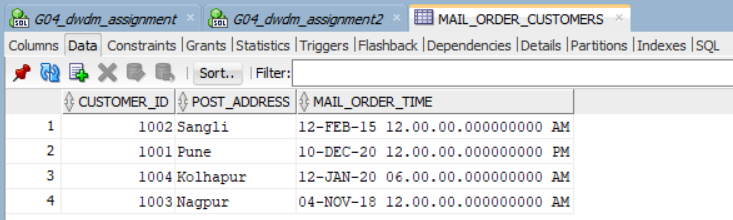 G04_dwdm_assignment × G04_dwdm_assignment2 × MAIL_ORDER_CUSTOMERS ×
Columns Data Constraints |Grants |Statistics |Triggers |Flashback |Dependencies |Details |Partitions |Indexes |SQL
Sort.. Filter:
CUSTOMER_ID POST_ADDRESS MAIL_ORDER_TIME
1 1002 Sangli 12-FEB-15 12.00.00.000000000 AM
2 1001 Pune 10-DEC-20 12.00.00.000000000 PM
3 1004 Kolhapur 12-JAN-20 06.00.00.000000000 AM
4 1003 Nagpur 04-NOV-18 12.00.00.000000000 AM